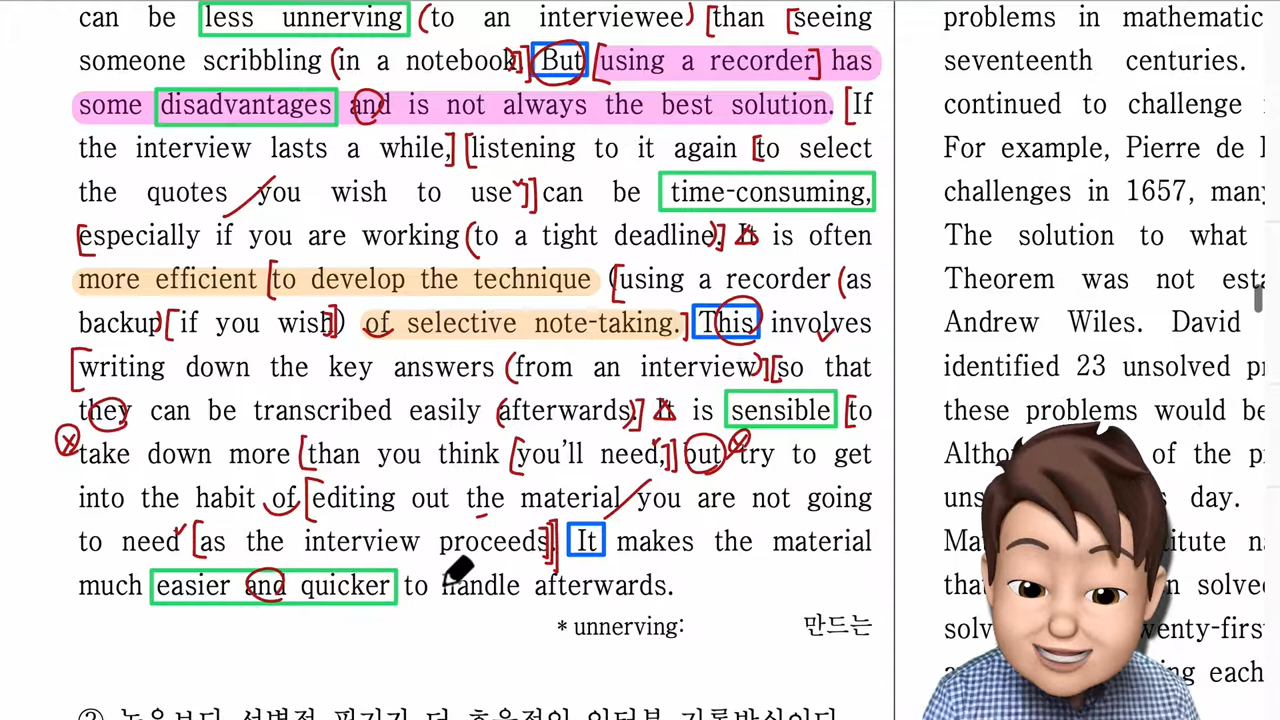 can be less unnerving (to an interviewee) [than [seeing
someone scribbling (in a notebook)]] But [using a recorder] has
some disadvantages and is not always the best solution. [If
the interview lasts a while,] [listening to it again [to select
the quotes you wish to use]] can be time-consuming,
[especially if you are working (to a tight deadline).] It is often
more efficient [to develop the technique ([using a recorder (as
backup) [if you wish]]) of selective note-taking.] This involves
[writing down the key answers (from an interview)] [so that
they can be transcribed easily (afterwards).] It is sensible [to
take down more [than you think [you'll need,]] but try to get
into the habit of [editing out the material you are not going
to need [as the interview proceeds]]. It makes the material
much easier and quicker to handle afterwards.
* unnerving: 만드는
problems in mathematic
seventeenth centuries.
continued to challenge
For example, Pierre de
challenges in 1657, many
The solution to what
Theorem was not
Andrew Wiles. David
identified 23 unsolved
these problems would be
of the
day.
solved
each